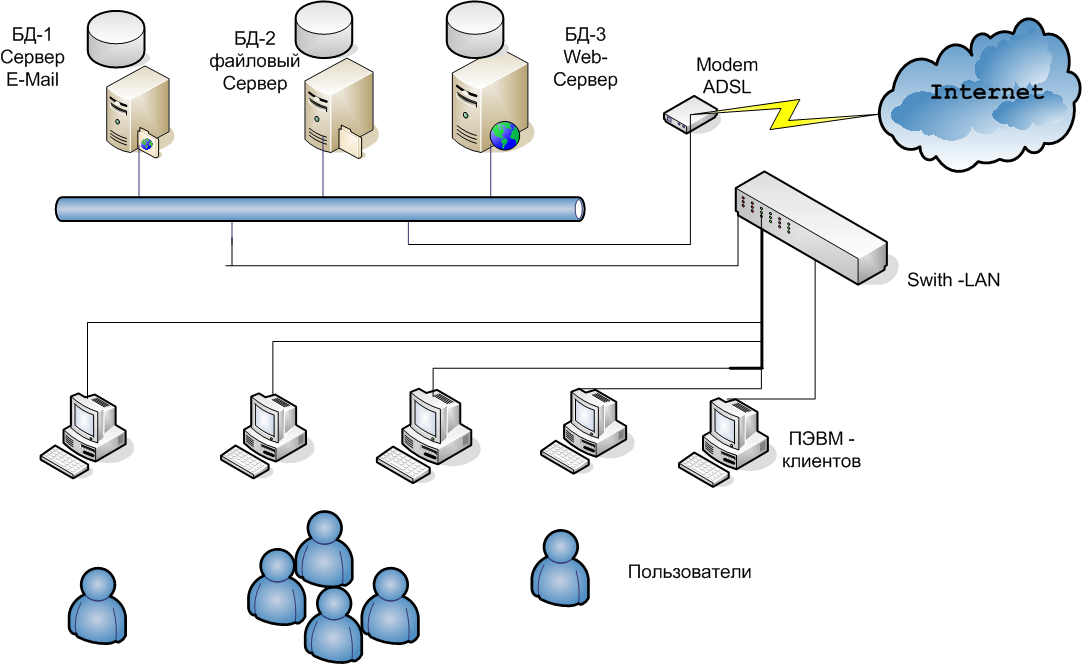 БД-1
Сервер
E-Mail
БД-2
файловый
Сервер
БД-3
Web-
Сервер
Modem
ADSL
Internet
Swith -LAN
ПЭВМ -
клиентов
Пользователи